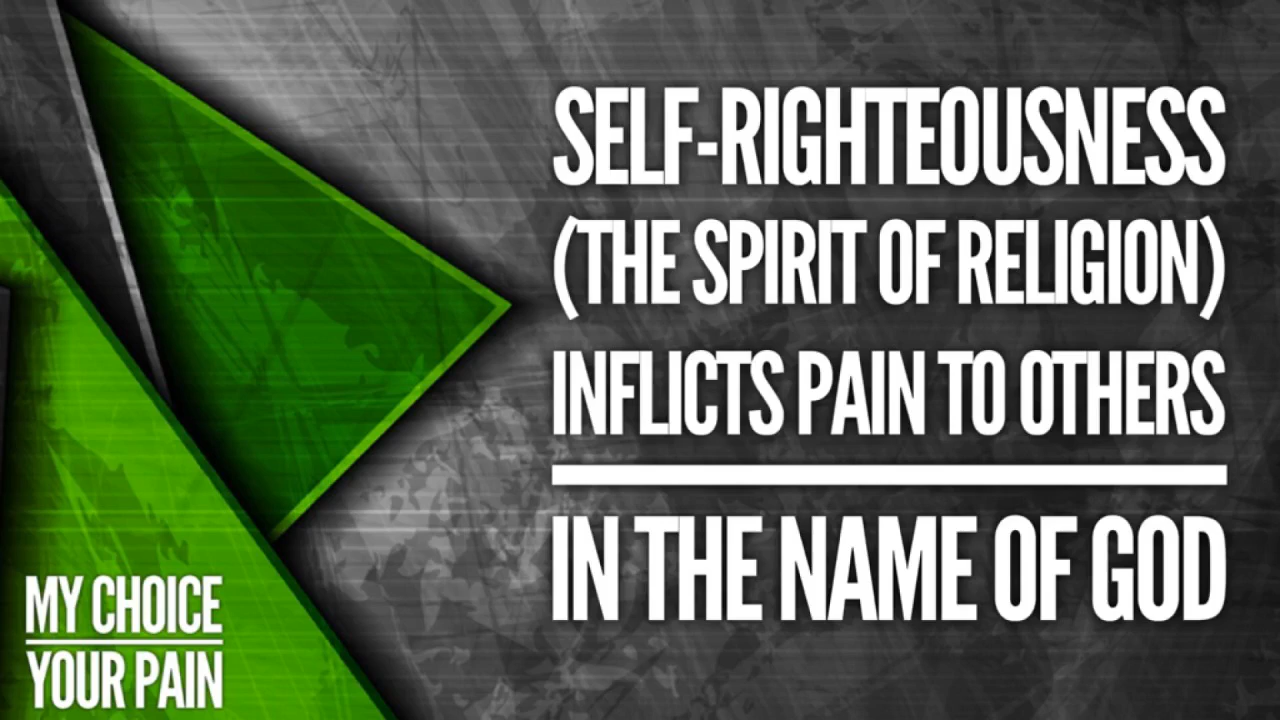 SELF-RIGHTEOUSNESS
(THE SPIRIT OF RELIGION)
INFLICTS PAIN TO OTHERS
IN THE NAME OF GOD
MY CHOICE
YOUR PAIN